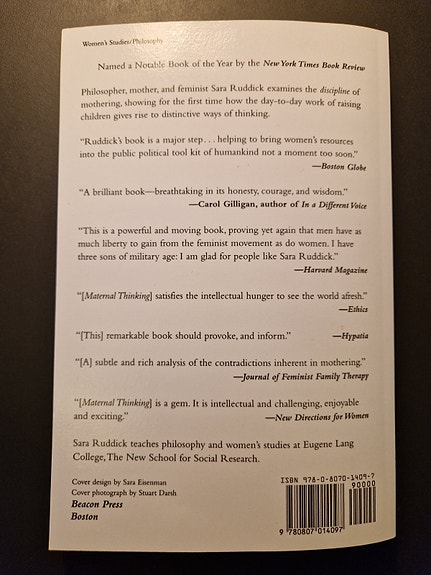 Women's Studies/Philosophy
Named a Notable Book of the Year by the New York Times Book Review
Philosopher, mother, and feminist Sara Ruddick examines the discipline of
mothering, showing for the first time how the day-to-day work of raising
children gives rise to distinctive ways of thinking.
"Ruddick's book is a major step . . . helping to bring women's resources
into the public political tool kit of humankind not a moment too soon."
—Boston Globe
"A brilliant book—breathtaking in its honesty, courage, and wisdom."
—Carol Gilligan, author of In a Different Voice
"This is a powerful and moving book, proving yet again that men have as
much liberty to gain from the feminist movement as do women. I have
three sons of military age: I am glad for people like Sara Ruddick."
—Harvard Magazine
"[Maternal Thinking] satisfies the intellectual hunger to see the world afresh."
—Ethics
"[This] remarkable book should provoke, and inform." —Hypatia
"[A] subtle and rich analysis of the contradictions inherent in mothering."
—Journal of Feminist Family Therapy
"[Maternal Thinking] is a gem. It is intellectual and challenging, enjoyable
and exciting." —New Directions for Women
Sara Ruddick teaches philosophy and women's studies at Eugene Lang
College, The New School for Social Research.
Cover design by Sara Eisenman
Cover photograph by Stuart Darsh
Beacon Press
Boston
ISBN 978-0-8070-1409-7
90000
9 780807 014097